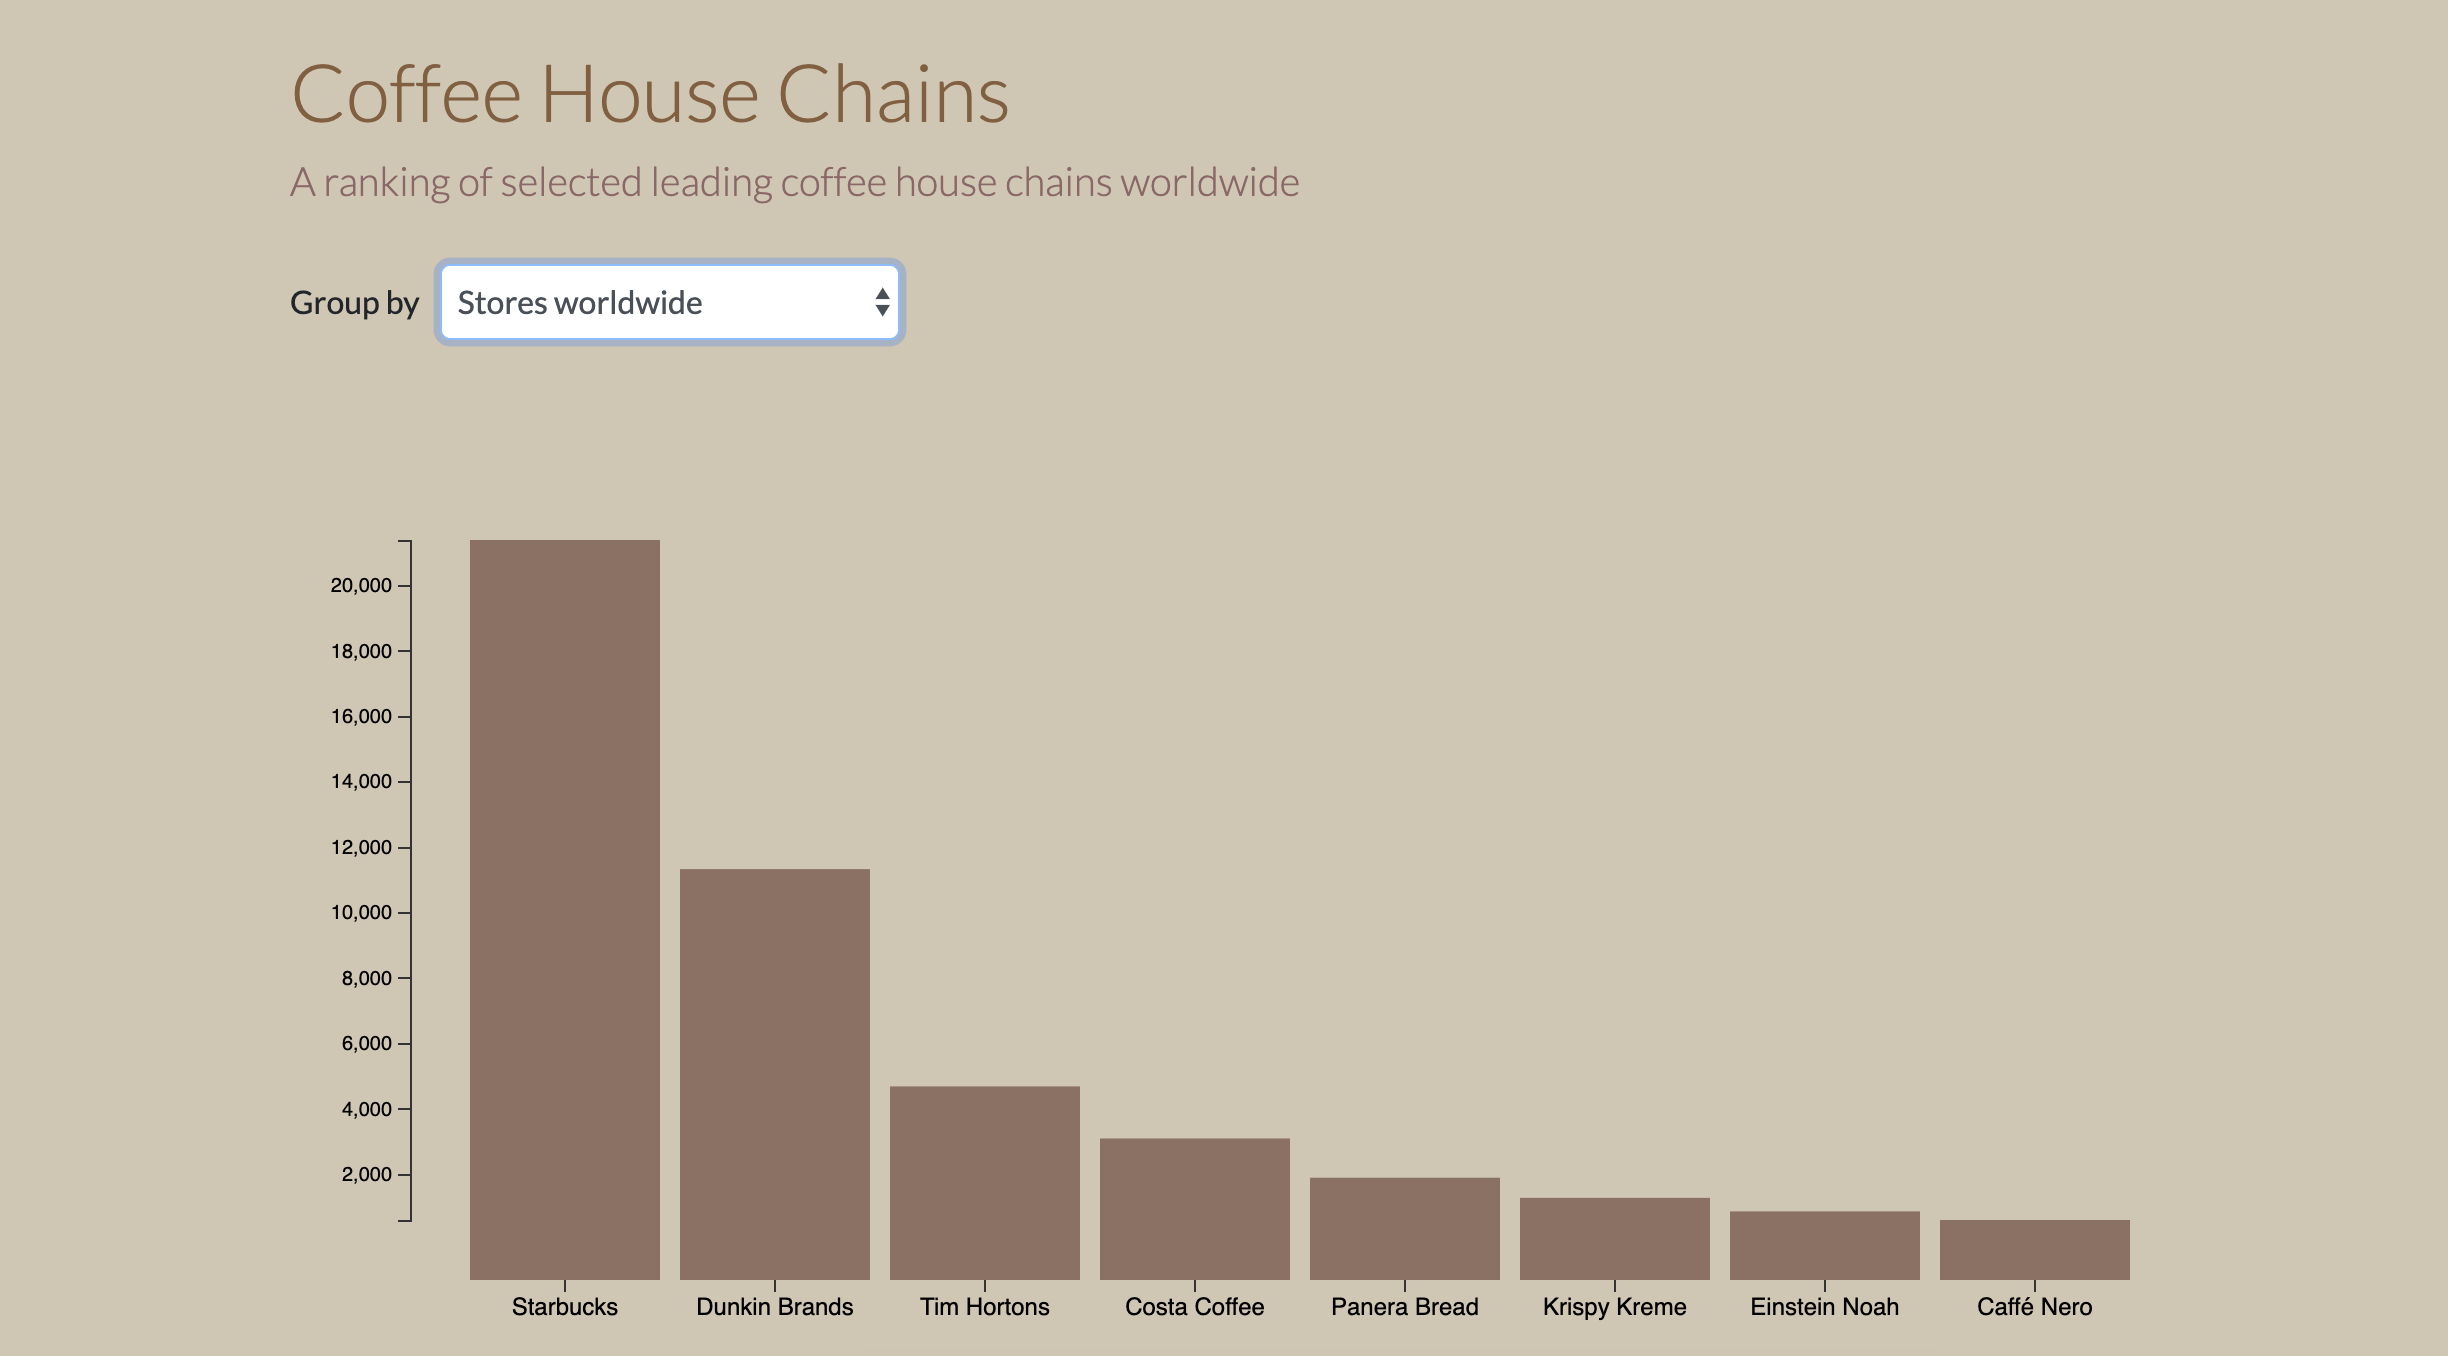 Coffee House Chains
A ranking of selected leading coffee house chains worldwide
Group by Stores worldwide
20,000
18,000
16,000
14,000
12,000
10,000
8,000
6,000
4,000
2,000
Starbucks Dunkin Brands Tim Hortons Costa Coffee Panera Bread Krispy Kreme Einstein Noah Caffé Nero